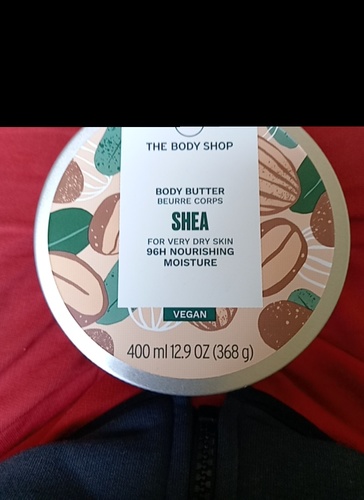 THE BODY SHOP
BODY BUTTER
BEURRE CORPS
SHEA
FOR VERY DRY SKIN
96H NOURISHING
MOISTURE
VEGAN
400 ml 12.9 OZ (368 g)